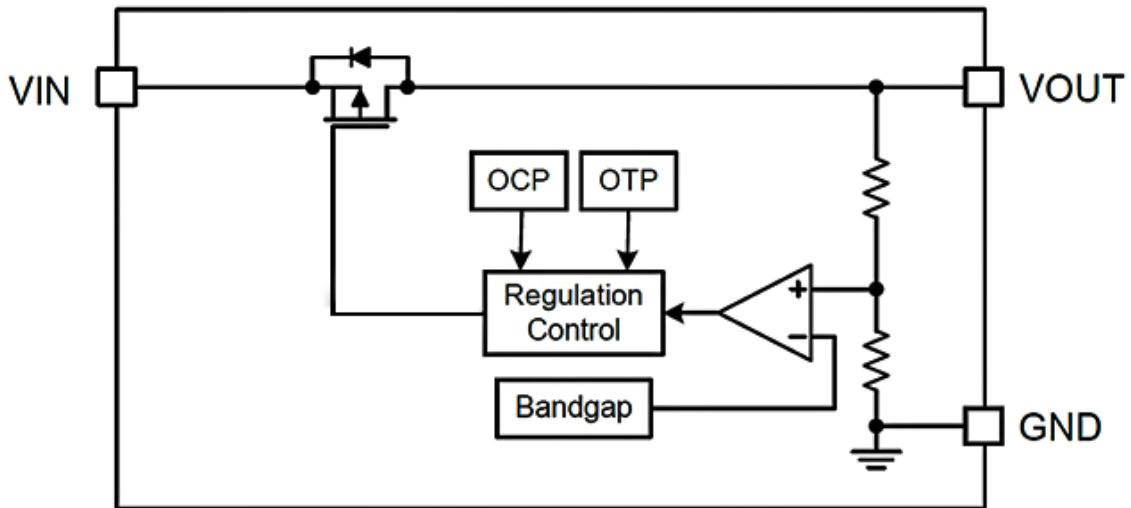 VIN
VOUT
OCP
OTP
Regulation
Control
+
−
Bandgap
GND